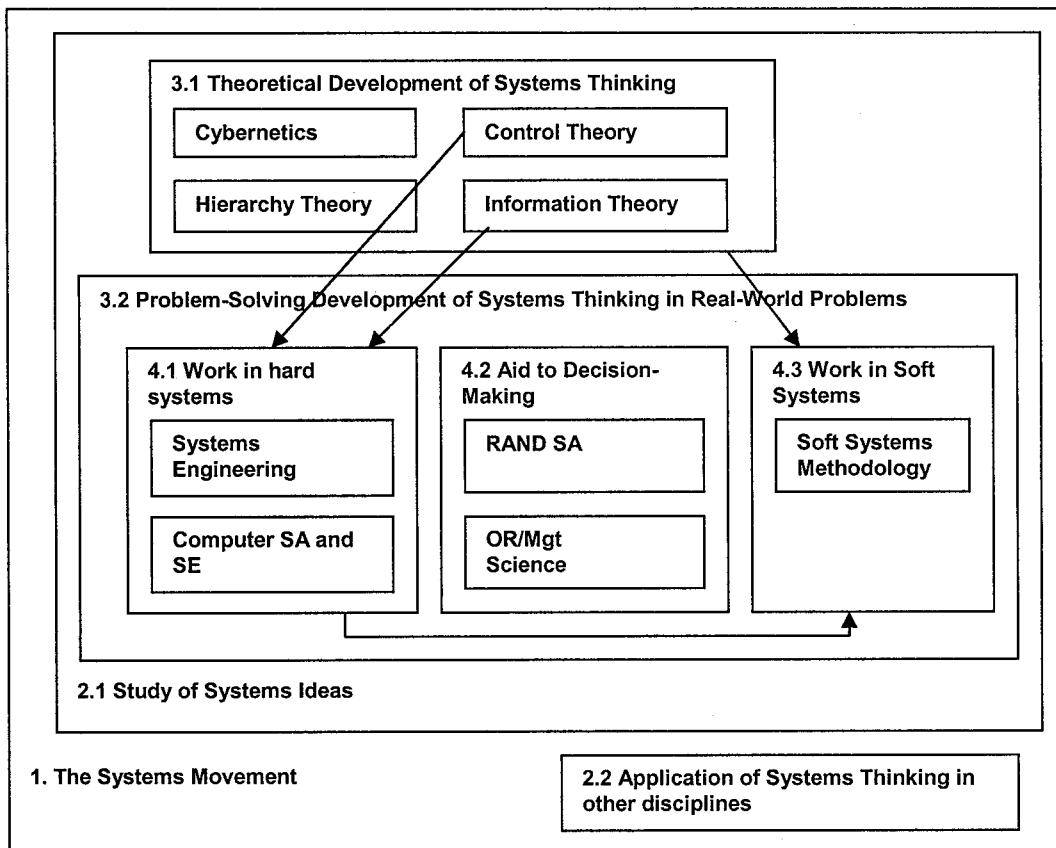 3.1 Theoretical Development of Systems Thinking
Cybernetics
Control Theory
Hierarchy Theory
Information Theory
3.2 Problem-Solving Development of Systems Thinking in Real-World Problems
4.1 Work in hard
systems
Systems
Engineering
Computer SA and
SE
4.2 Aid to Decision-
Making
RAND SA
OR/Mgt
Science
4.3 Work in Soft
Systems
Soft Systems
Methodology
2.1 Study of Systems Ideas
1. The Systems Movement
2.2 Application of Systems Thinking in
other disciplines